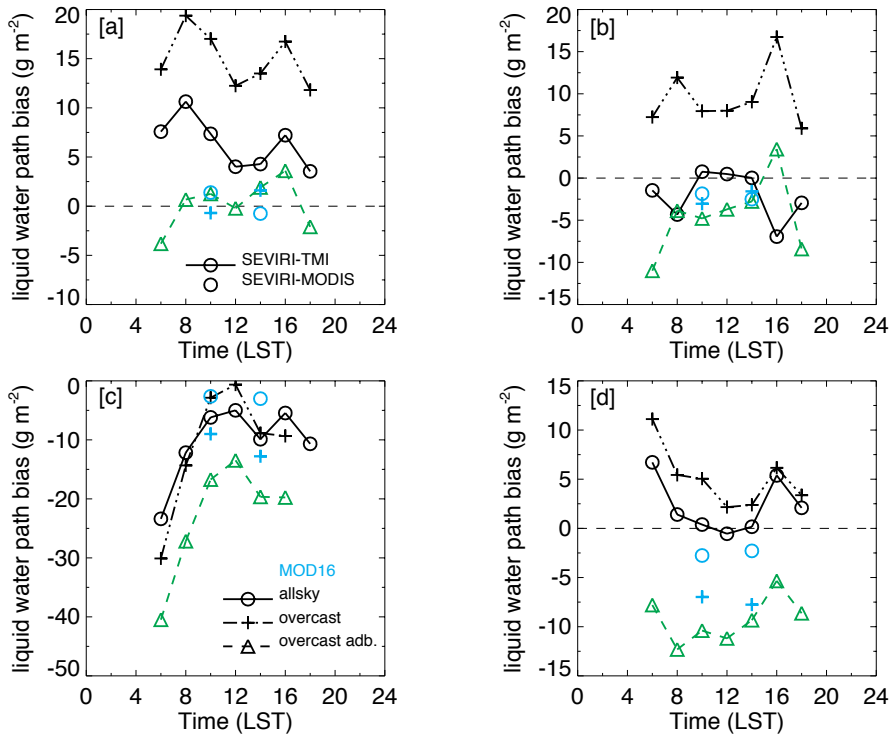 [a]
liquid water path bias (g m-2)
20
15
10
5
0
-5
-10
SEVIRI-TMI
SEVIRI-MODIS
0 4 8 12 16 20 24
Time (LST)
[b]
liquid water path bias (g m-2)
20
15
10
5
0
-5
-10
-15
0 4 8 12 16 20 24
Time (LST)
[c]
liquid water path bias (g m-2)
0
-10
-20
-30
-40
-50
MOD16
allsky
overcast
overcast adb.
0 4 8 12 16 20 24
Time (LST)
[d]
liquid water path bias (g m-2)
15
10
5
0
-5
-10
-15
0 4 8 12 16 20 24
Time (LST)